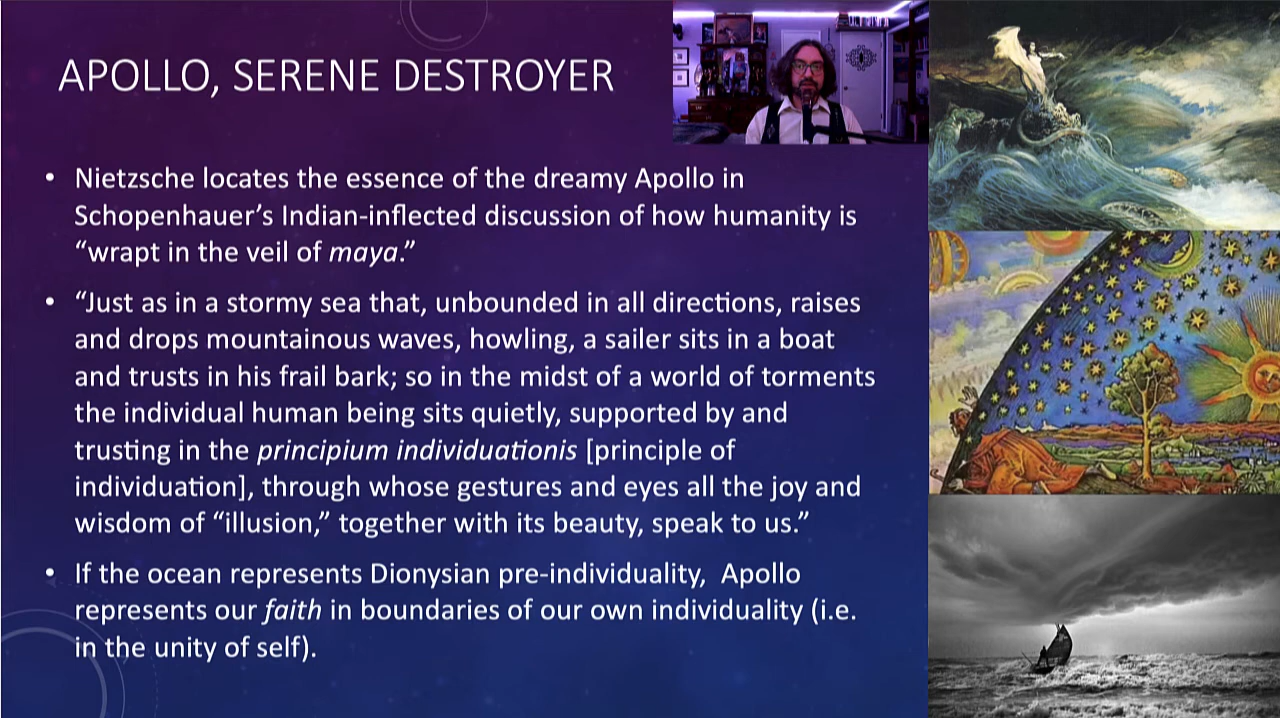 APOLLO, SERENE DESTROYER
• Nietzsche locates the essence of the dreamy Apollo in
Schopenhauer’s Indian-inflected discussion of how humanity is
“wrapt in the veil of maya.”
• “Just as in a stormy sea that, unbounded in all directions, raises
and drops mountainous waves, howling, a sailer sits in a boat
and trusts in his frail bark; so in the midst of a world of torments
the individual human being sits quietly, supported by and
trusting in the principium individuationis [principle of
individuation], through whose gestures and eyes all the joy and
wisdom of “illusion,” together with its beauty, speak to us.”
• If the ocean represents Dionysian pre-individuality,  Apollo
represents our faith in boundaries of our own individuality (i.e.
in the unity of self).